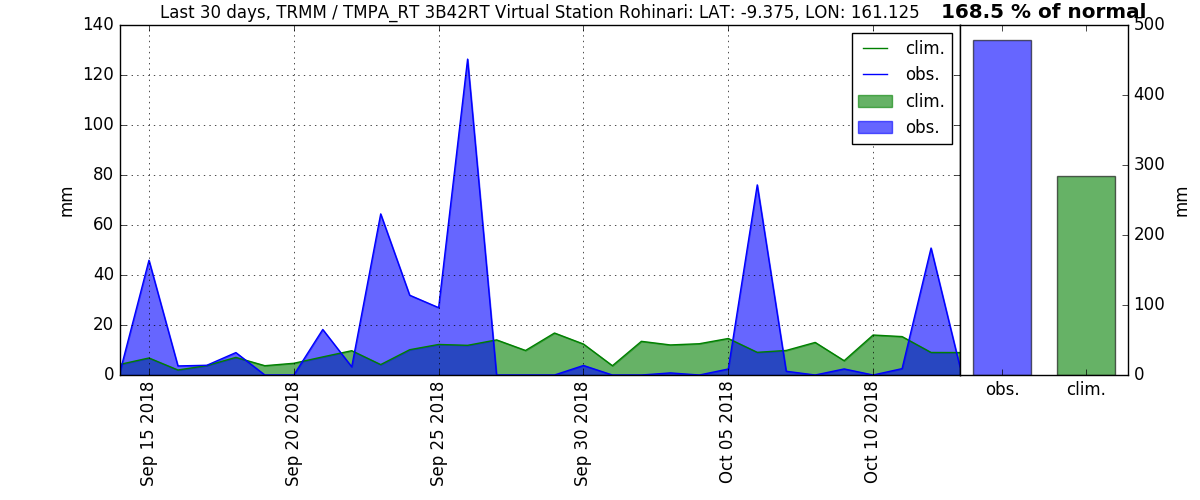 Last 30 days, TRMM / TMPA_RT 3B42RT Virtual Station Rohinari: LAT: -9.375, LON: 161.125
168.5 % of normal
mm
140
120
100
80
60
40
20
0
clim.
obs.
clim.
obs.
Sep 15 2018
Sep 20 2018
Sep 25 2018
Sep 30 2018
Oct 05 2018
Oct 10 2018
500
400
300
200
100
0
mm
obs.
clim.